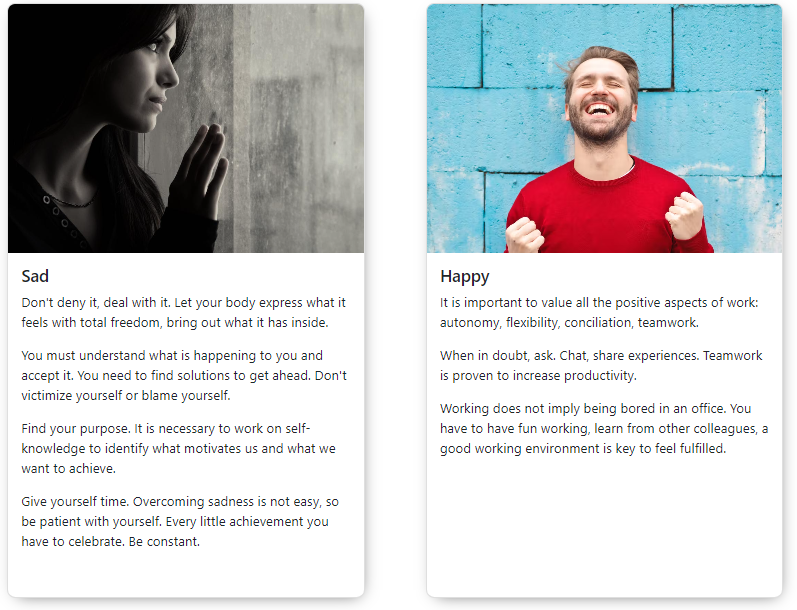 Sad
Don't deny it, deal with it. Let your body express what it
feels with total freedom, bring out what it has inside.
You must understand what is happening to you and
accept it. You need to find solutions to get ahead. Don't
victimize yourself or blame yourself.
Find your purpose. It is necessary to work on self-
knowledge to identify what motivates us and what we
want to achieve.
Give yourself time. Overcoming sadness is not easy, so
be patient with yourself. Every little achievement you
have to celebrate. Be constant.
Happy
It is important to value all the positive aspects of work:
autonomy, flexibility, conciliation, teamwork.
When in doubt, ask. Chat, share experiences. Teamwork
is proven to increase productivity.
Working does not imply being bored in an office. You
have to have fun working, learn from other colleagues, a
good working environment is key to feel fulfilled.